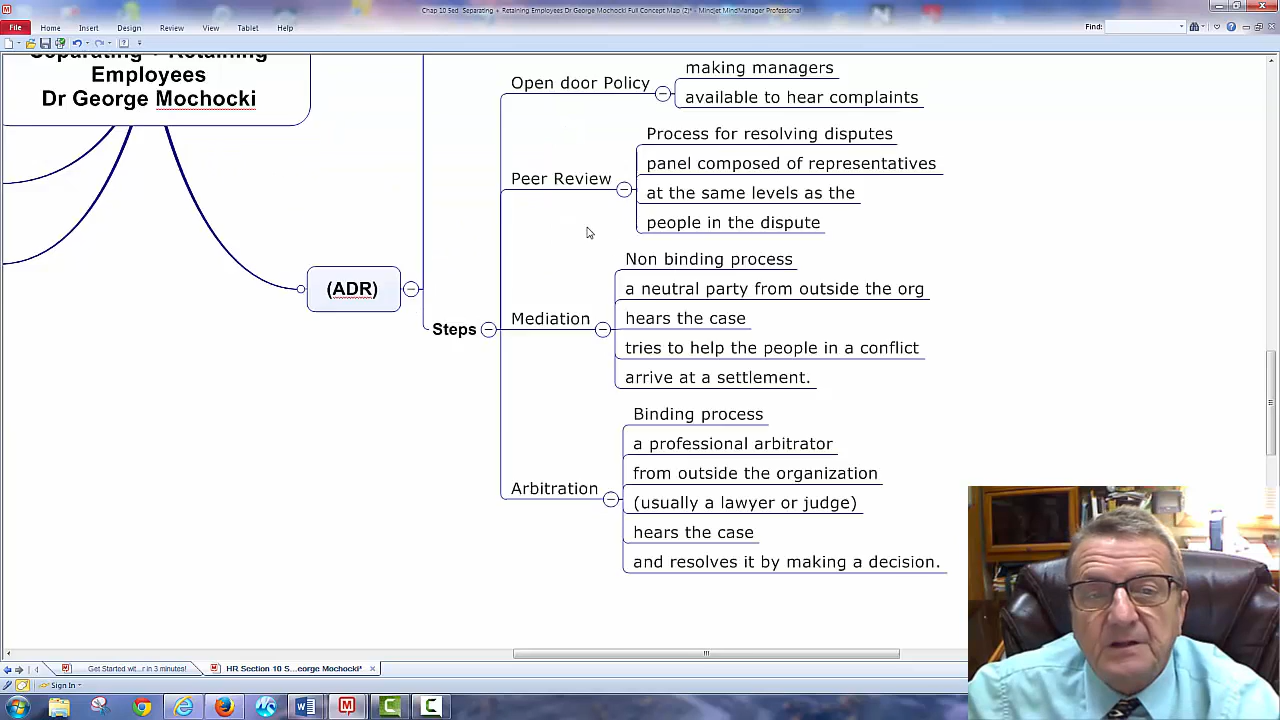 Chap 10 Sed Separating + Retaining Employees Dr George Mochocki Full Concept Map (2)* - Mindjet MindManager Professional
File Home Insert Design Review View Tablet Help Find:
Separating + Retaining
Employees
Dr George Mochocki
(ADR)
Steps
Open door Policy
making managers
available to hear complaints
Peer Review
Process for resolving disputes
panel composed of representatives
at the same levels as the
people in the dispute
Mediation
Non binding process
a neutral party from outside the org
hears the case
tries to help the people in a conflict
arrive at a settlement.
Arbitration
Binding process
a professional arbitrator
from outside the organization
(usually a lawyer or judge)
hears the case
and resolves it by making a decision.
Get Started wit...r in 3 minutes! HR Section 10 S...eorge Mochocki*
Sign In